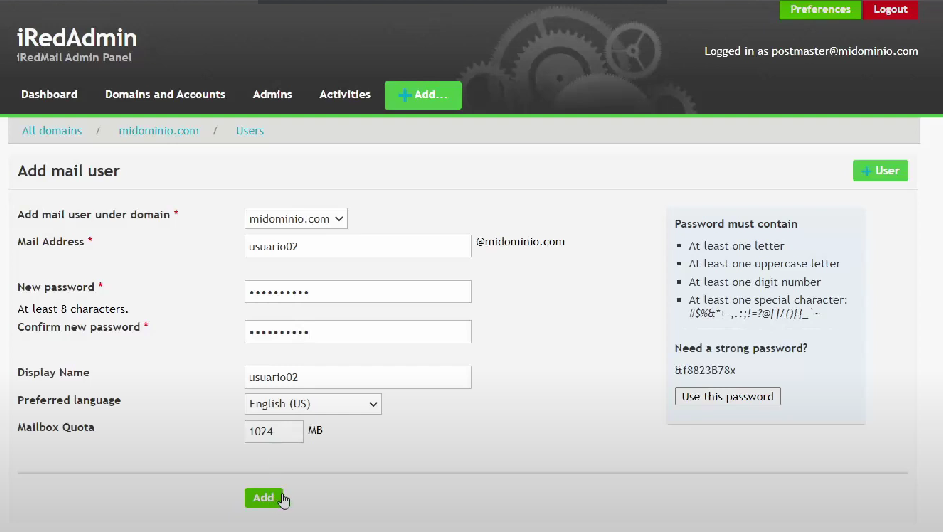 Preferences
Logout
iRedAdmin
iRedMail Admin Panel
Logged in as postmaster@midominio.com
Dashboard
Domains and Accounts
Admins
Activities
+ Add...
All domains / midominio.com / Users
Add mail user
+ User
Add mail user under domain *
midominio.com
Mail Address *
usuario02
@midominio.com
New password *
••••••••••
At least 8 characters.
Confirm new password *
••••••••••
Display Name
usuario02
Preferred language
English (US)
Mailbox Quota
1024
MB
Add
Password must contain
At least one letter
At least one uppercase letter
At least one digit number
At least one special character:
Need a strong password?
&f8823B78x
Use this password